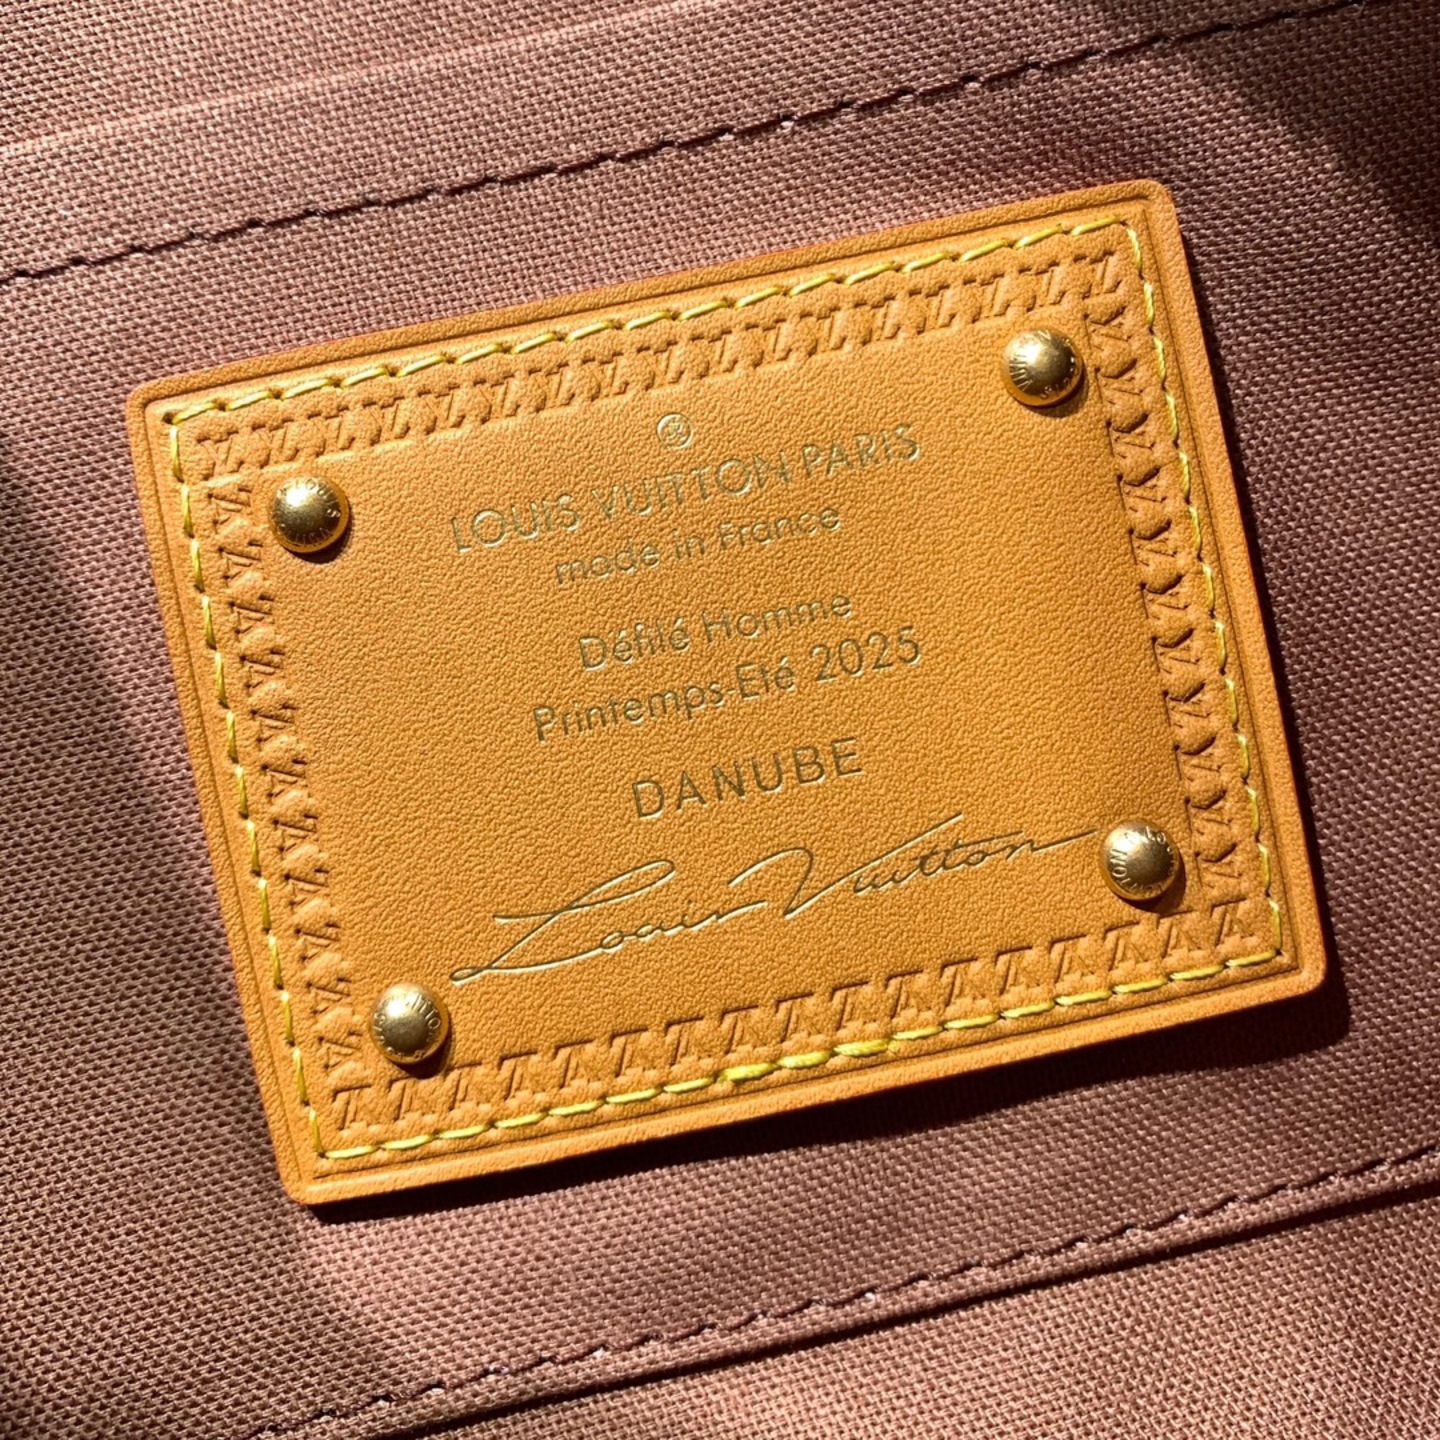 LOUIS VUITTON PARIS
made in France
Défilé Homme
Printemps-Eté 2025
DANUBE
Louis Vuitton